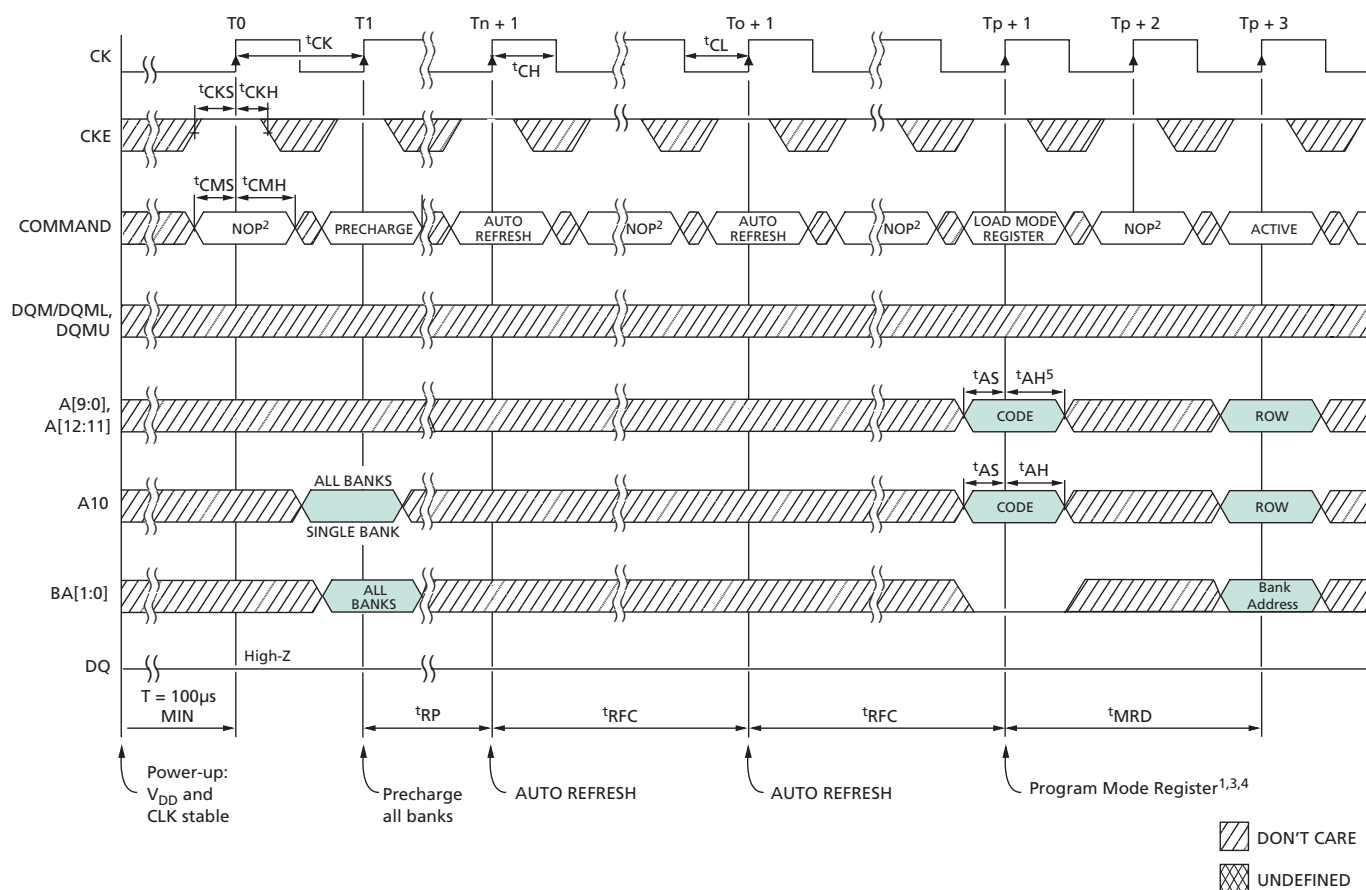 T0 T1 Tn + 1 To + 1 Tp + 1 Tp + 2 Tp + 3
CK
tCK
tCH
tCL
tCKS tCKH
CKE
tCMS tCMH
COMMAND
NOP2
PRECHARGE
AUTO
REFRESH
NOP2
AUTO
REFRESH
NOP2
LOAD MODE
REGISTER
NOP2
ACTIVE
DQM/DQML,
DQMU
tAS tAH5
A[9:0],
A[12:11]
CODE
ROW
ALL BANKS
tAS tAH
A10
CODE
ROW
SINGLE BANK
BA[1:0]
ALL
BANKS
Bank
Address
High-Z
DQ
T = 100μs
MIN
tRP
tRFC
tRFC
tMRD
Power-up:
VDD and
CLK stable
Precharge
all banks
AUTO REFRESH
AUTO REFRESH
Program Mode Register1,3,4
DON'T CARE
UNDEFINED